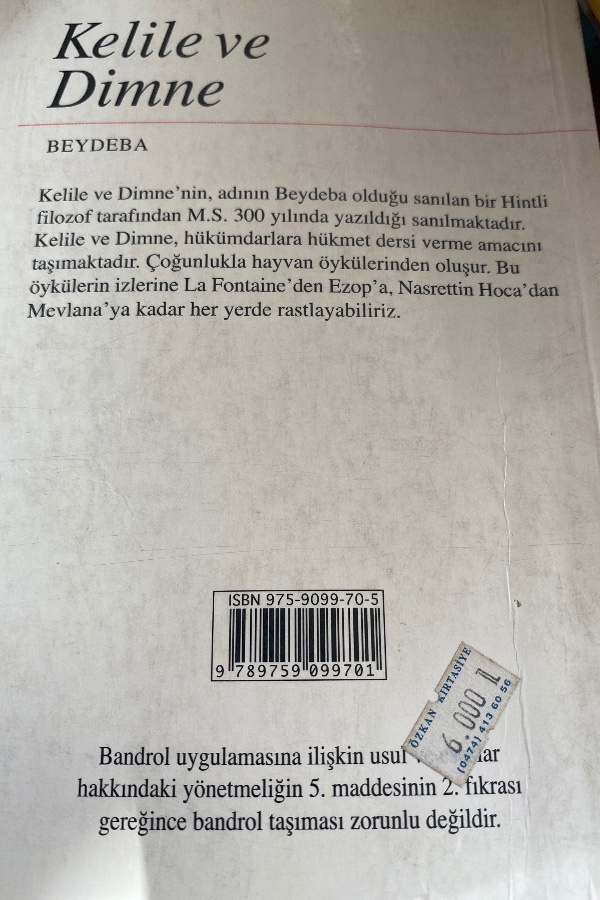 Kelile ve
Dimne
BEYDEBA
Kelile ve Dimne'nin, adının Beydeba olduğu sanılan bir Hintli
filozof tarafından M.S. 300 yılında yazıldığı sanılmaktadır.
Kelile ve Dimne, hükümdarlara hükmet dersi verme amacını
taşımaktadır. Çoğunlukla hayvan öykülerinden oluşur. Bu
öykülerin izlerine La Fontaine'den Ezop'a, Nasrettin Hoca'dan
Mevlana'ya kadar her yerde rastlayabiliriz.
ISBN 975-9099-70-5
9 789759 099701
ÖZKAN KIRTASİYE
6.000 TL
(0474) 413 60 56
Bandrol uygulamasına ilişkin usul
hakkındaki yönetmeliğin 5. maddesinin 2. fıkrası
gereğince bandrol taşıması zorunlu değildir.